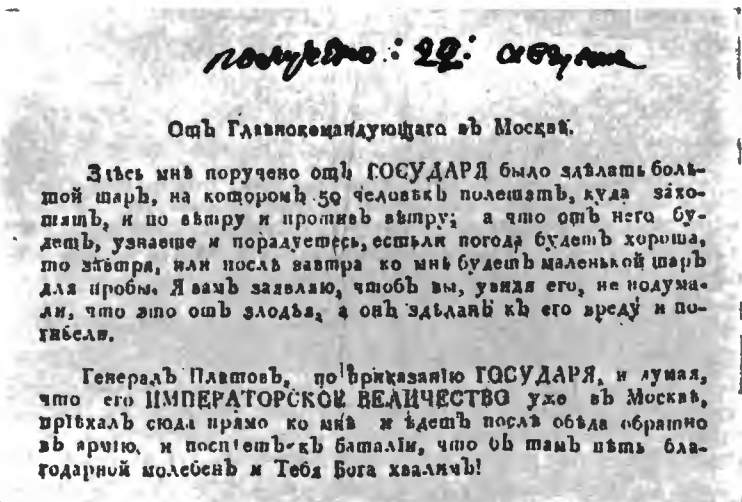 получено : 22: августа
Отъ Главнокомандующаго въ Москвѣ.
Здѣсь мнѣ поручено отъ ГОСУДАРЯ было здѣлать боль-
шой шаръ, на которомъ 50 человѣкъ полетятъ, куда захо-
тятъ, и по вѣтру и противъ вѣтру; а что отъ него бу-
детъ, узнаете и порадуетесь, естьли погода будетъ хороша,
то завтра, или послѣ завтра ко мнѣ будетъ маленькой шаръ
для пробы. Я вамъ заявляю, чтобъ вы, увидя его, не подума-
ли, что это отъ злодѣя, а онъ здѣланъ къ его вреду и по-
гибели.
Генералъ Платовъ, по приказанію ГОСУДАРЯ, и думая,
что его ИМПЕРАТОРСКОЕ ВЕЛИЧЕСТВО уже въ Москвѣ,
пріѣхалъ сюда прямо ко мнѣ и ѣдетъ послѣ обѣда обратно
въ армію, и поспѣетъ къ баталіи, что бъ тамъ пѣть бла-
годарной молебенъ и Тебя Бога хвалимъ!